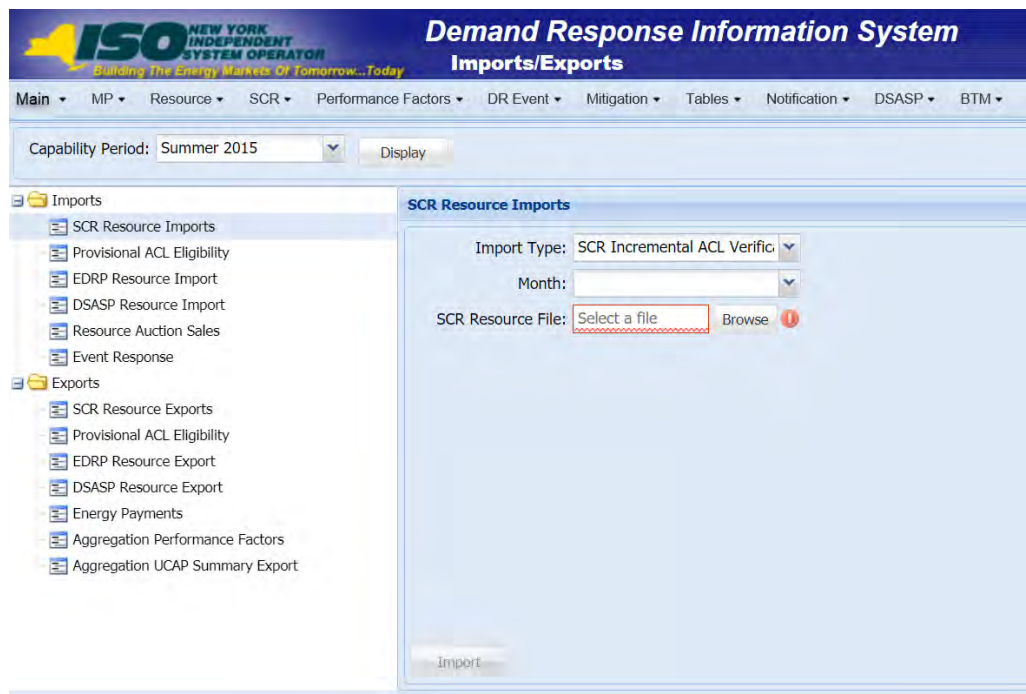 NEW YORK
INDEPENDENT
SYSTEM OPERATOR
ISO
Building The Energy Markets Of Tomorrow...Today
Demand Response Information System
Imports/Exports
Main MP Resource SCR Performance Factors DR Event Mitigation Tables Notification DSASP BTM
Capability Period: Summer 2015 Display
Imports
SCR Resource Imports
Provisional ACL Eligibility
EDRP Resource Import
DSASP Resource Import
Resource Auction Sales
Event Response
Exports
SCR Resource Exports
Provisional ACL Eligibility
EDRP Resource Export
DSASP Resource Export
Energy Payments
Aggregation Performance Factors
Aggregation UCAP Summary Export
SCR Resource Imports
Import Type: SCR Incremental ACL Verific
Month:
SCR Resource File: Select a file Browse
Import